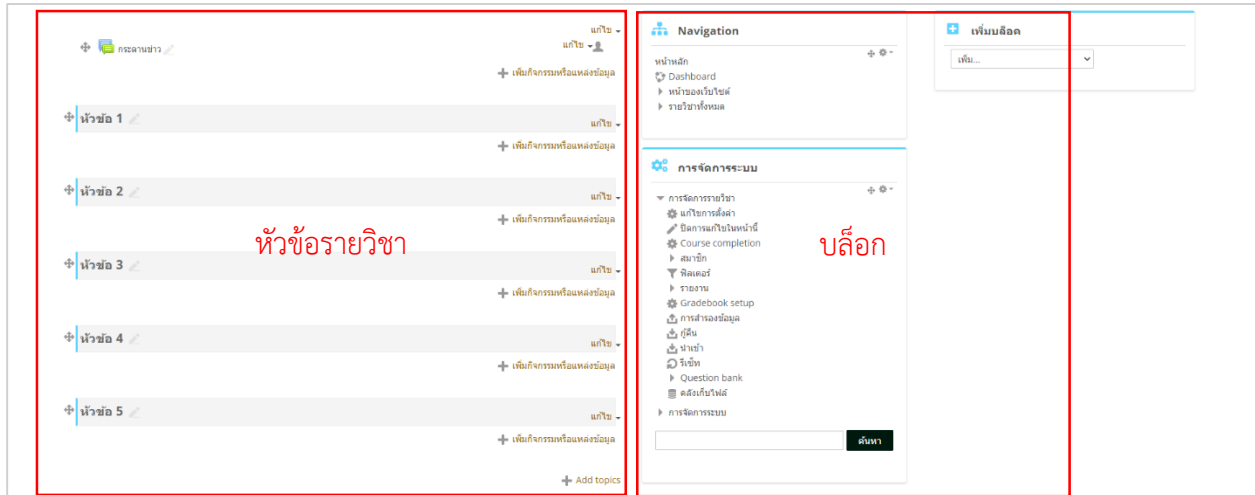 แก้ไข
กระดานข่าว
แก้ไข
เพิ่มกิจกรรมหรือแหล่งข้อมูล
หัวข้อ 1
แก้ไข
เพิ่มกิจกรรมหรือแหล่งข้อมูล
หัวข้อ 2
แก้ไข
เพิ่มกิจกรรมหรือแหล่งข้อมูล
หัวข้อรายวิชา
หัวข้อ 3
แก้ไข
เพิ่มกิจกรรมหรือแหล่งข้อมูล
หัวข้อ 4
แก้ไข
เพิ่มกิจกรรมหรือแหล่งข้อมูล
หัวข้อ 5
แก้ไข
เพิ่มกิจกรรมหรือแหล่งข้อมูล
Add topics
Navigation
หน้าหลัก
Dashboard
หน้าของเว็บไซต์
รายวิชาทั้งหมด
การจัดการระบบ
การจัดการรายวิชา
แก้ไขการตั้งค่า
ปิดการแก้ไขในหน้านี้
Course completion
สมาชิก
ฟิลเตอร์
รายงาน
Gradebook setup
การสำรองข้อมูล
กู้คืน
นำเข้า
รีเซ็ท
Question bank
คลังเก็บไฟล์
การจัดการระบบ
ค้นหา
บล็อก
เพิ่มบล็อค
เพิ่ม...